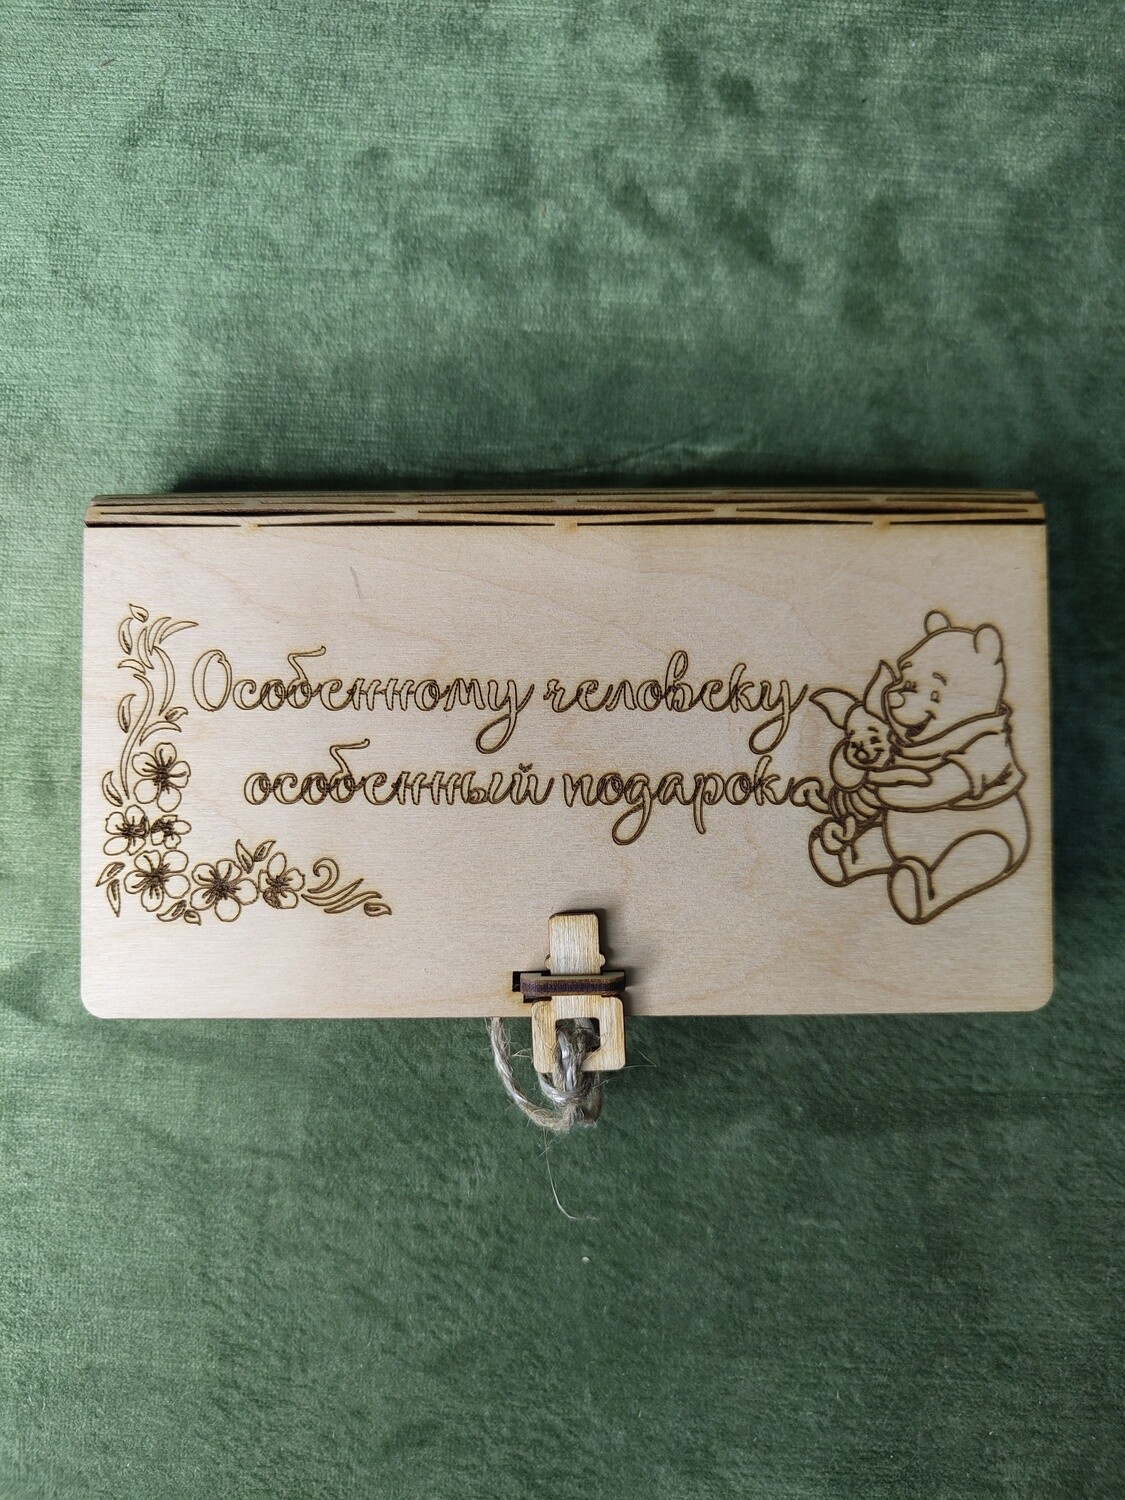 Особенному человеку
особенный подарок